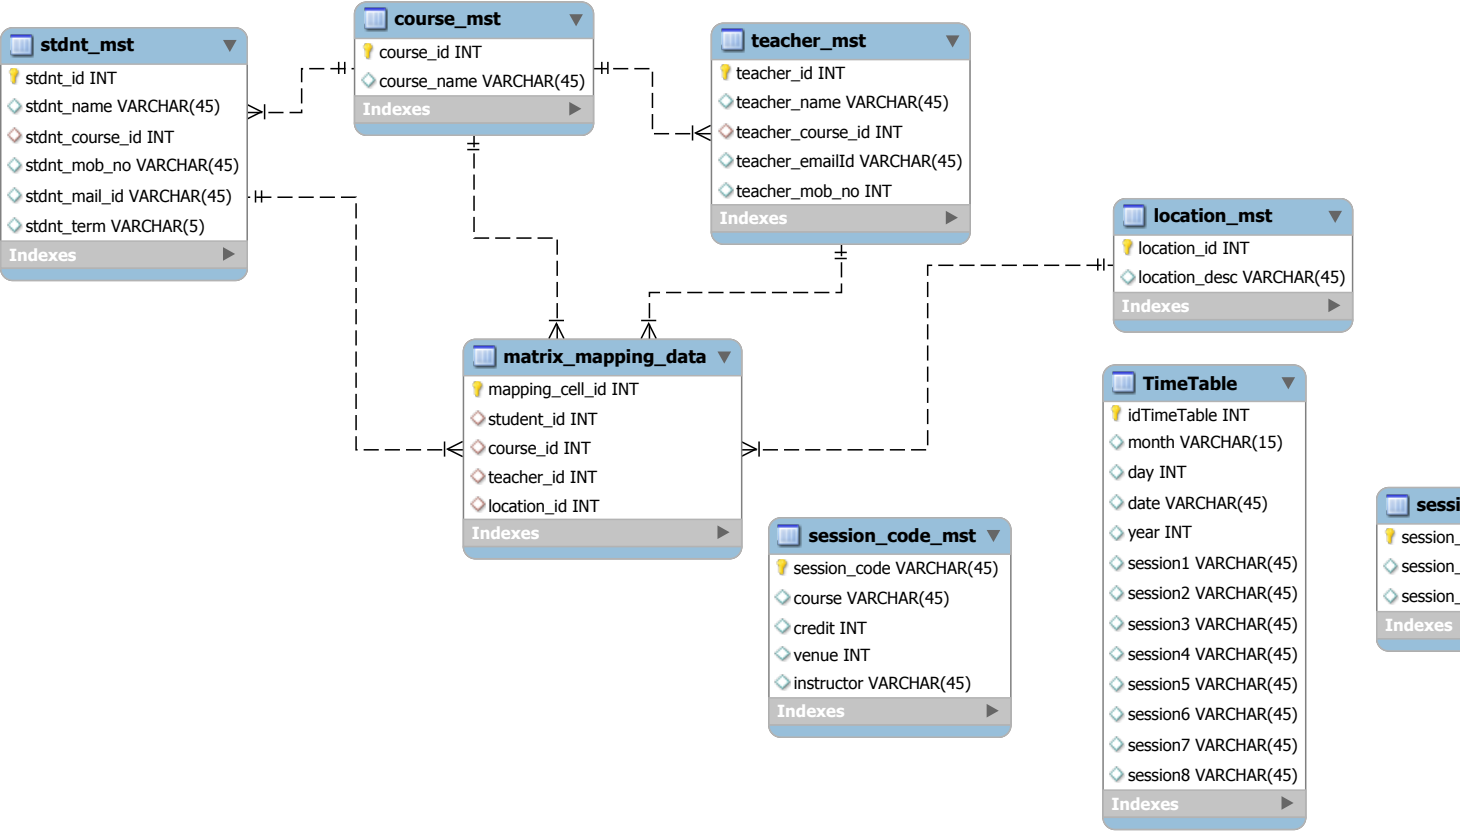 stdnt_mst
stdnt_id INT
stdnt_name VARCHAR(45)
stdnt_course_id INT
stdnt_mob_no VARCHAR(45)
stdnt_mail_id VARCHAR(45)
stdnt_term VARCHAR(5)
Indexes
course_mst
course_id INT
course_name VARCHAR(45)
Indexes
teacher_mst
teacher_id INT
teacher_name VARCHAR(45)
teacher_course_id INT
teacher_emailId VARCHAR(45)
teacher_mob_no INT
Indexes
location_mst
location_id INT
location_desc VARCHAR(45)
Indexes
matrix_mapping_data
mapping_cell_id INT
student_id INT
course_id INT
teacher_id INT
location_id INT
Indexes
session_code_mst
session_code VARCHAR(45)
course VARCHAR(45)
credit INT
venue INT
instructor VARCHAR(45)
Indexes
TimeTable
idTimeTable INT
month VARCHAR(15)
day INT
date VARCHAR(45)
year INT
session1 VARCHAR(45)
session2 VARCHAR(45)
session3 VARCHAR(45)
session4 VARCHAR(45)
session5 VARCHAR(45)
session6 VARCHAR(45)
session7 VARCHAR(45)
session8 VARCHAR(45)
Indexes
sessi
session_
session_
session_
Indexes